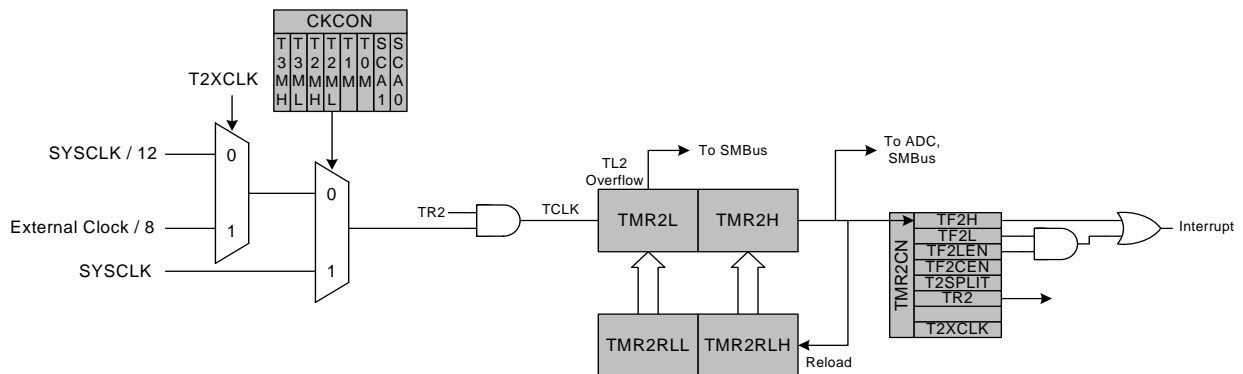 CKCON
T3MH
T3ML
T2MH
T2ML
T1M
T0M
SCA1
SCA0
T2XCLK
SYSCLK / 12
0
External Clock / 8
1
SYSCLK
0
1
TR2
TCLK
TL2
Overflow
To SMBus
TMR2L
TMR2H
To ADC,
SMBus
TMR2RLL
TMR2RLH
Reload
TMR2CN
TF2H
TF2L
TF2LEN
TF2CEN
T2SPLIT
TR2
T2XCLK
Interrupt